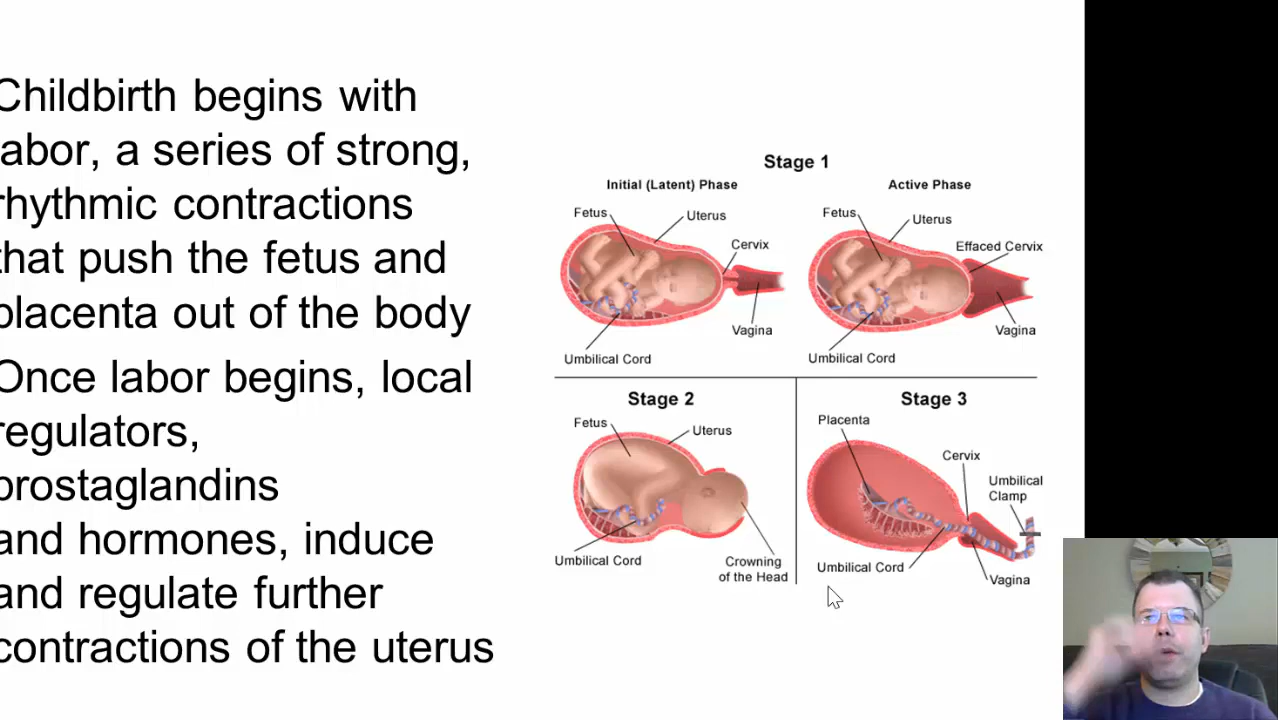 Childbirth begins with
labor, a series of strong,
rhythmic contractions
that push the fetus and
placenta out of the body
Once labor begins, local
regulators,
prostaglandins
and hormones, induce
and regulate further
contractions of the uterus
Stage 1
Initial (Latent) Phase
Active Phase
Fetus
Uterus
Cervix
Vagina
Umbilical Cord
Fetus
Uterus
Effaced Cervix
Vagina
Umbilical Cord
Stage 2
Fetus
Uterus
Umbilical Cord
Crowning
of the Head
Stage 3
Placenta
Cervix
Umbilical
Clamp
Umbilical Cord
Vagina